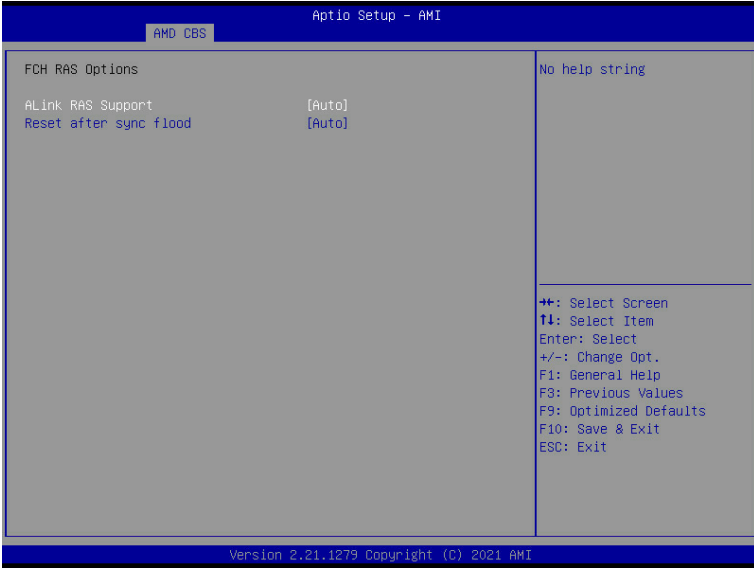 Aptio Setup – AMI
AMD CBS
FCH RAS Options
ALink RAS Support [Auto]
Reset after sync flood [Auto]
No help string
→←: Select Screen
↑↓: Select Item
Enter: Select
+/-: Change Opt.
F1: General Help
F3: Previous Values
F9: Optimized Defaults
F10: Save & Exit
ESC: Exit
Version 2.21.1279 Copyright (C) 2021 AMI